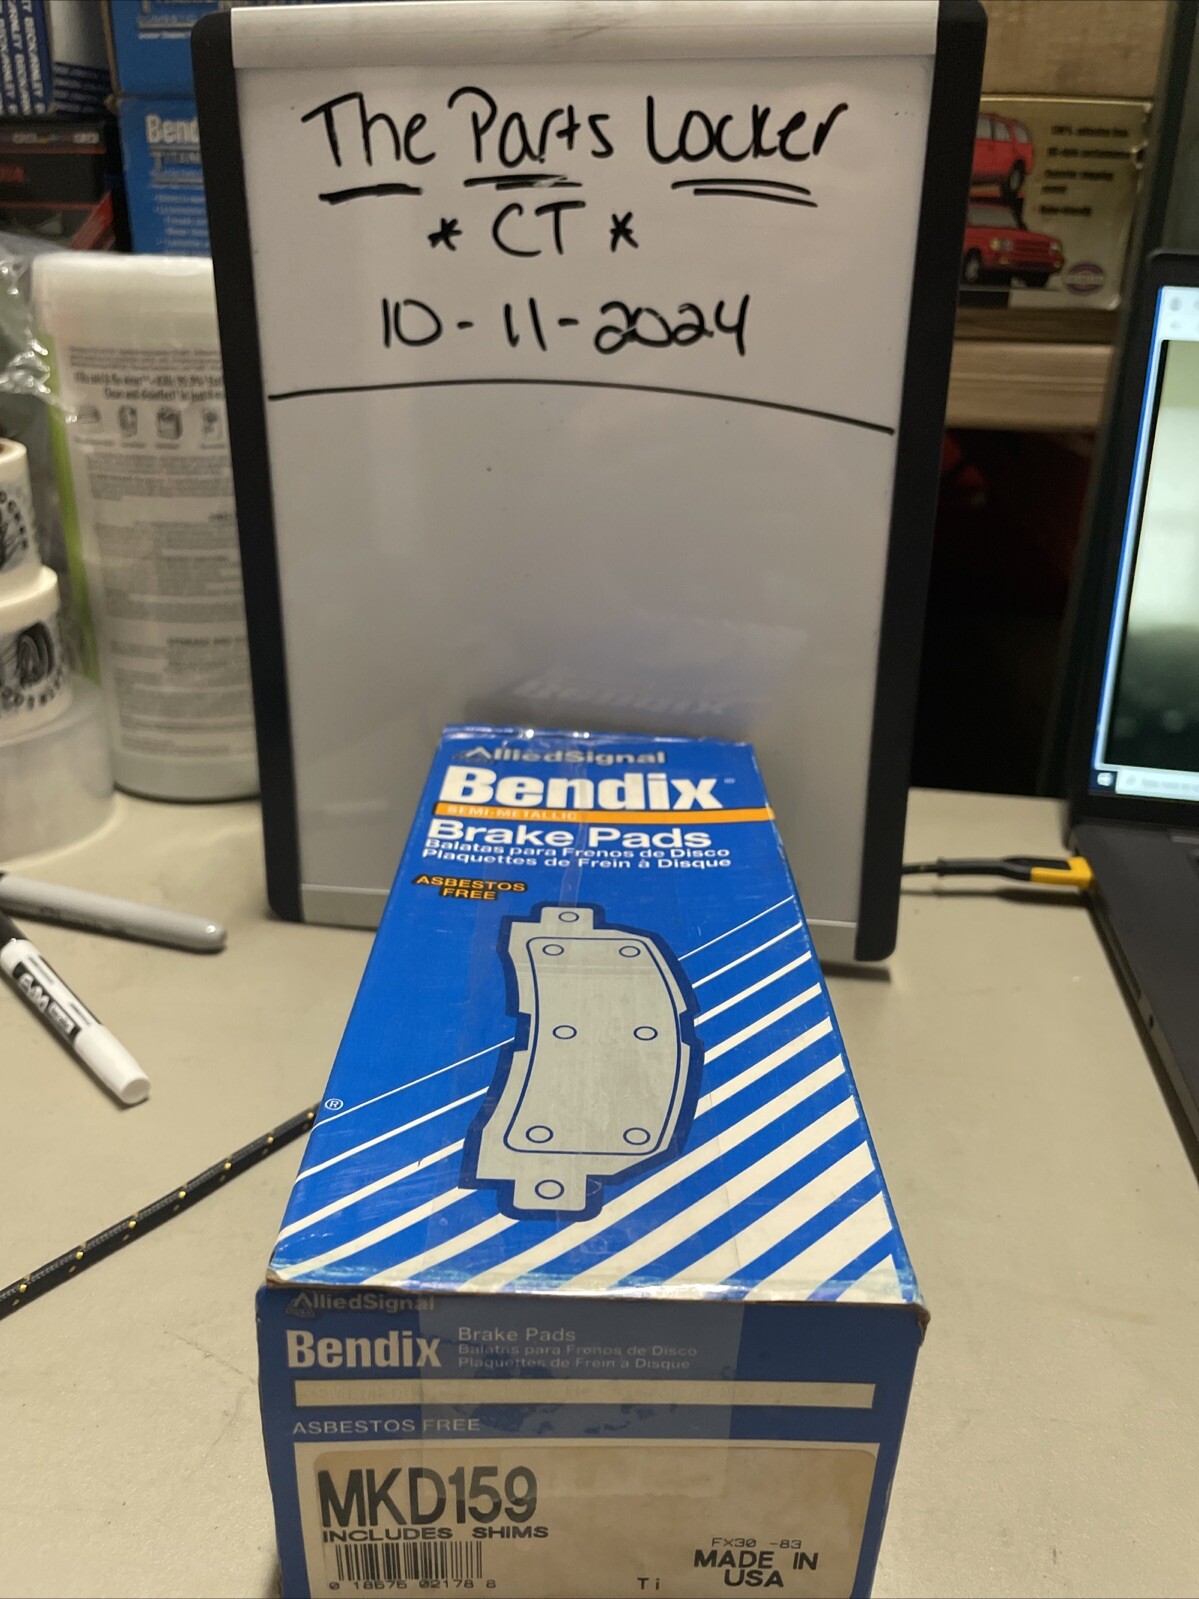 The Parts Locker
* CT *
10-11-2024
Bend
AlliedSignal
Bendix
SEMI-METALLIC
Brake Pads
Balatas para Frenos de Disco
Plaquettes de Frein à Disque
ASBESTOS
FREE
®
AlliedSignal
Bendix
Brake Pads
Balatas para Frenos de Disco
Plaquettes de Frein à Disque
ASBESTOS FREE
MKD159
INCLUDES SHIMS
FX30 -83
MADE IN
USA
0 18575 02178 8
Ti